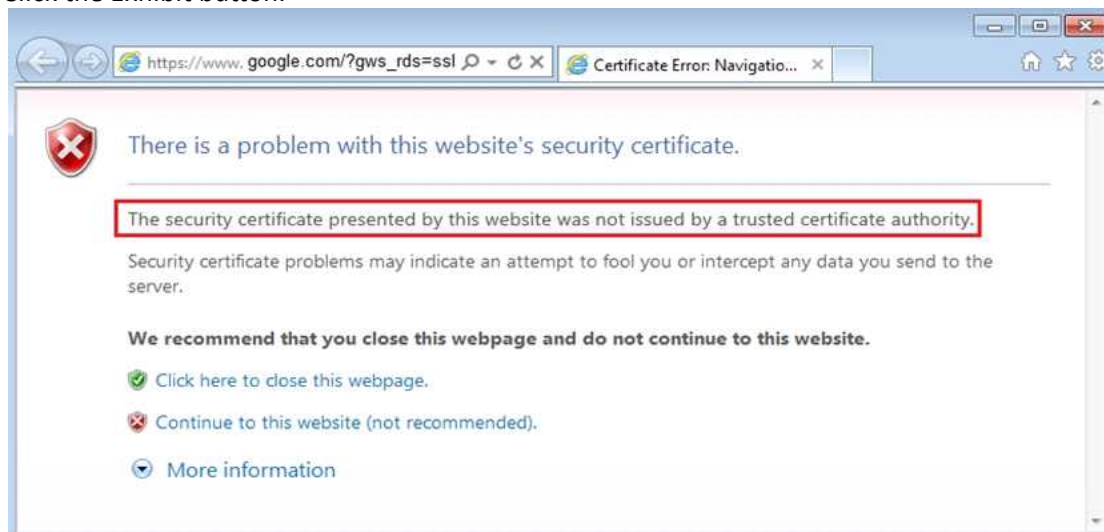 Click the Exhibit button.
https://www. google.com/?gws_rds=ssl
Certificate Error: Navigatio...
There is a problem with this website's security certificate.
The security certificate presented by this website was not issued by a trusted certificate authority.
Security certificate problems may indicate an attempt to fool you or intercept any data you send to the
server.
We recommend that you close this webpage and do not continue to this website.
Click here to close this webpage.
Continue to this website (not recommended).
More information